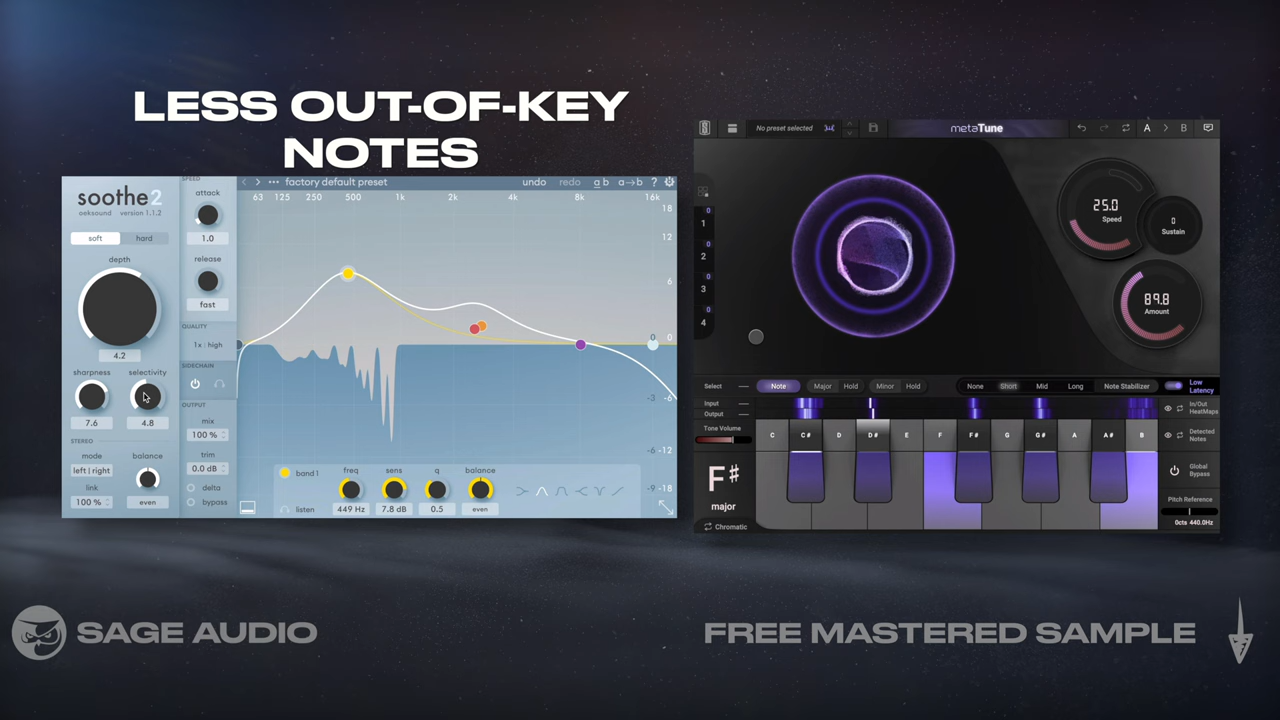 LESS OUT-OF-KEY
NOTES
soothe2
oeksound version 1.1.2
soft hard
depth
4.2
sharpness selectivity
7.6 4.8
STEREO
mode balance
left | right
link
100 % even
SPEED
attack
1.0
release
fast
QUALITY
1x : high
SIDECHAIN
OUTPUT
mix
100 %
trim
0.0 dB
delta
bypass
factory default preset undo redo a b a→b ?
63 125 250 500 1k 2k 4k 8k 16k
18
12
6
0 0
-3 -6
-6 -12
-9 -18
band 1 freq sens q balance
listen 449 Hz 7.8 dB 0.5 even
No preset selected metaTune A B
0
1
0
2
0
3
0
4
25.0
Speed
0
Sustain
89.8
Amount
Select Note Major Hold Minor Hold None Short Mid Long Note Stabilizer Low Latency
Input
Output
In/Out
HeatMaps
Tone Volume
C C# D D# E F F# G G# A A# B
Detected
Notes
F#
major
Chromatic
Global
Bypass
Pitch Reference
0cts 440.0Hz
SAGE AUDIO
FREE MASTERED SAMPLE